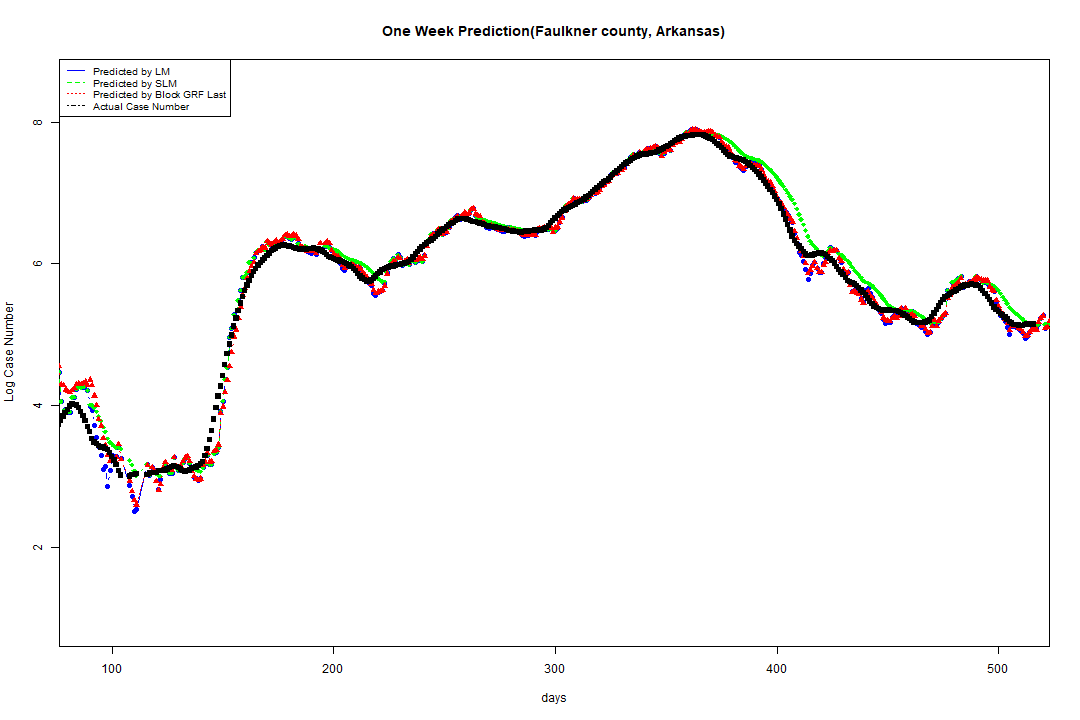 One Week Prediction(Faulkner county, Arkansas)
Predicted by LM
Predicted by SLM
Predicted by Block GRF Last
Actual Case Number
8
6
4
2
Log Case Number
100 200 300 400 500
days